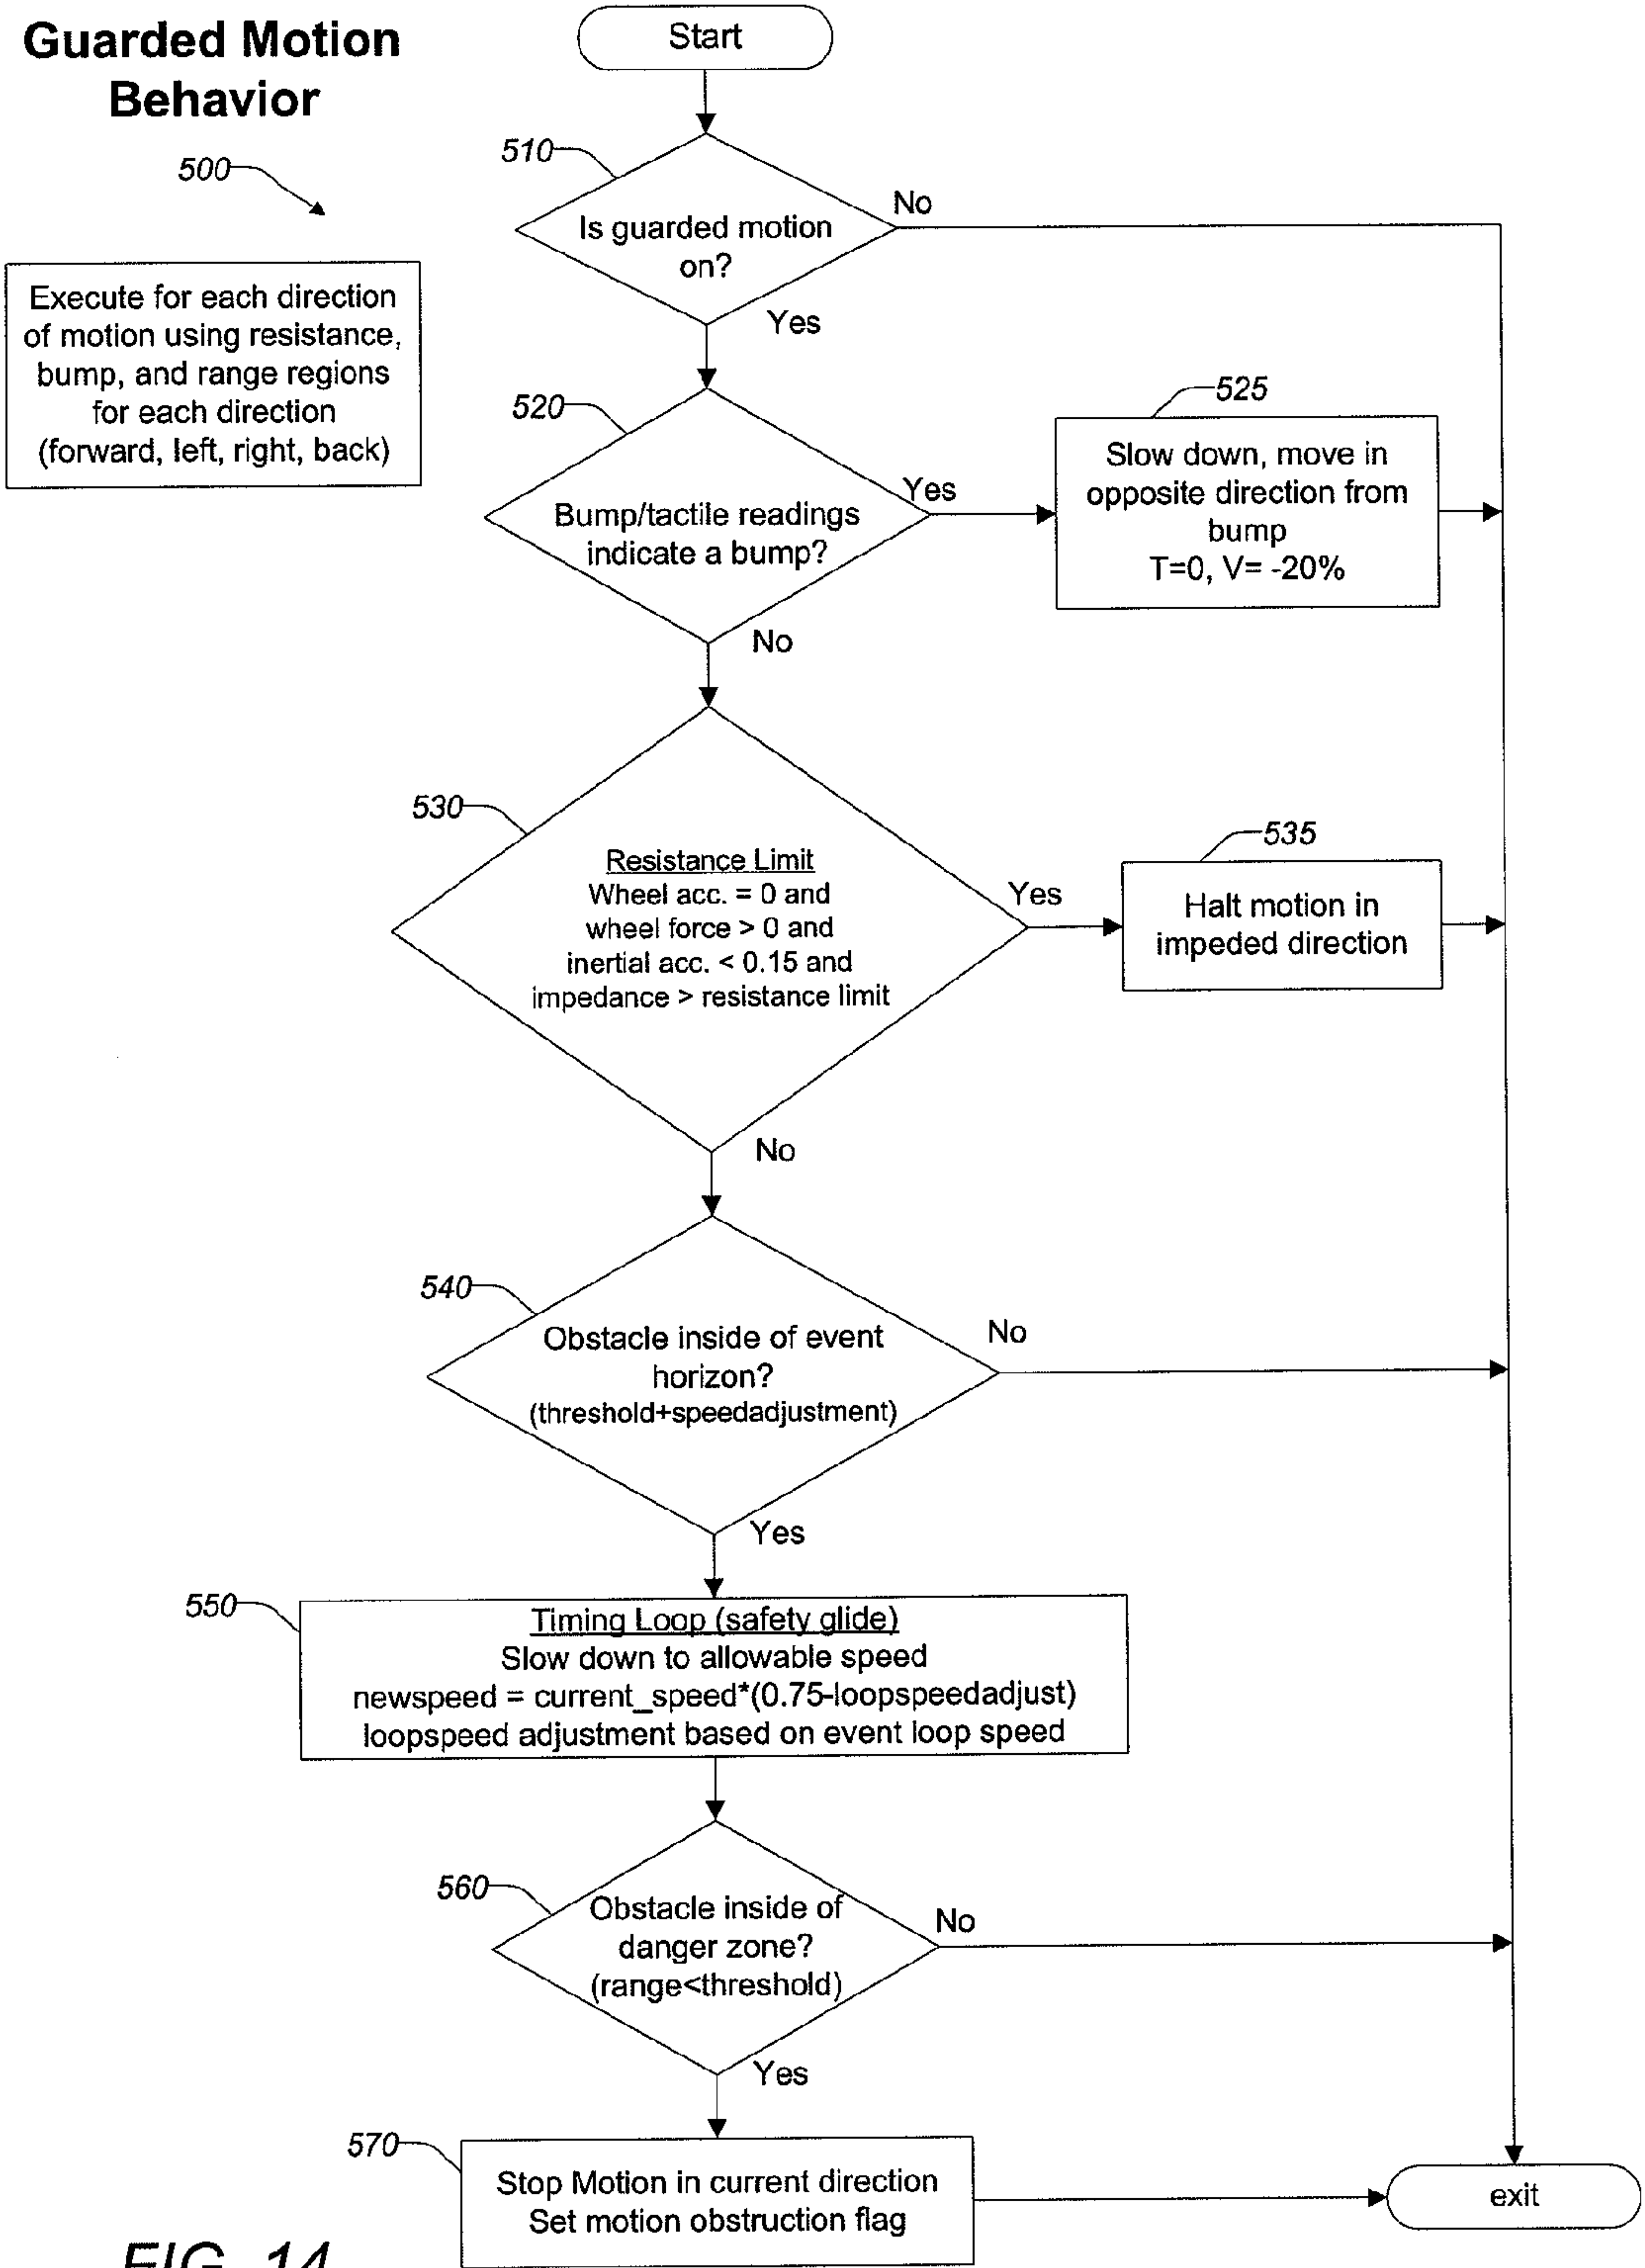 Guarded Motion
Behavior
500
Execute for each direction
of motion using resistance,
bump, and range regions
for each direction
(forward, left, right, back)
Start
510
Is guarded motion
on?
No
Yes
520
Bump/tactile readings
indicate a bump?
Yes
525
Slow down, move in
opposite direction from
bump
T=0, V= -20%
No
530
Resistance Limit
Wheel acc. = 0 and
wheel force > 0 and
inertial acc. < 0.15 and
impedance > resistance limit
Yes
535
Halt motion in
impeded direction
No
540
Obstacle inside of event
horizon?
(threshold+speedadjustment)
No
Yes
550
Timing Loop (safety glide)
Slow down to allowable speed
newspeed = current_speed*(0.75-loopspeedadjust)
loopspeed adjustment based on event loop speed
560
Obstacle inside of
danger zone?
(range<threshold)
No
Yes
570
Stop Motion in current direction
Set motion obstruction flag
exit
FIG. 14